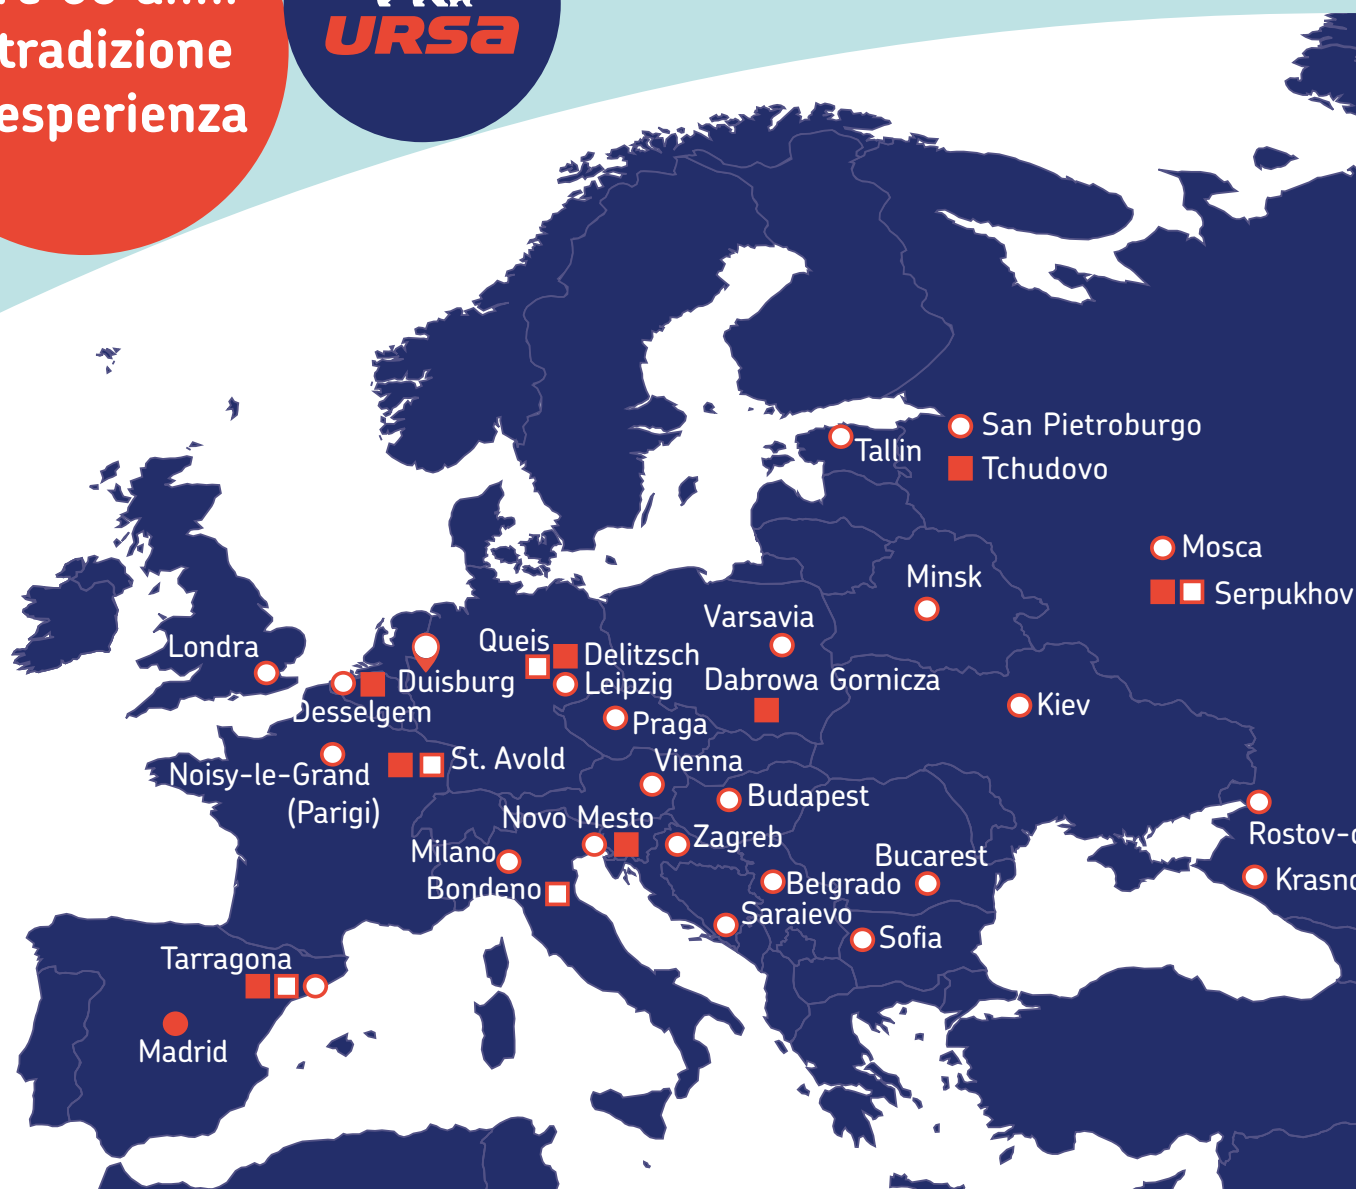 tradizione
esperienza
URSA
San Pietroburgo
Tallin
Tchudovo
Mosca
Minsk
Serpukhov
Varsavia
Londra
Queis
Delitzsch
Duisburg
Leipzig
Dabrowa Gornicza
Desselgem
Kiev
Praga
St. Avold
Vienna
Noisy-le-Grand
(Parigi)
Budapest
Novo Mesto
Zagreb
Rostov-
Milano
Bucarest
Bondeno
Belgrado
Krasno
Saraievo
Sofia
Tarragona
Madrid